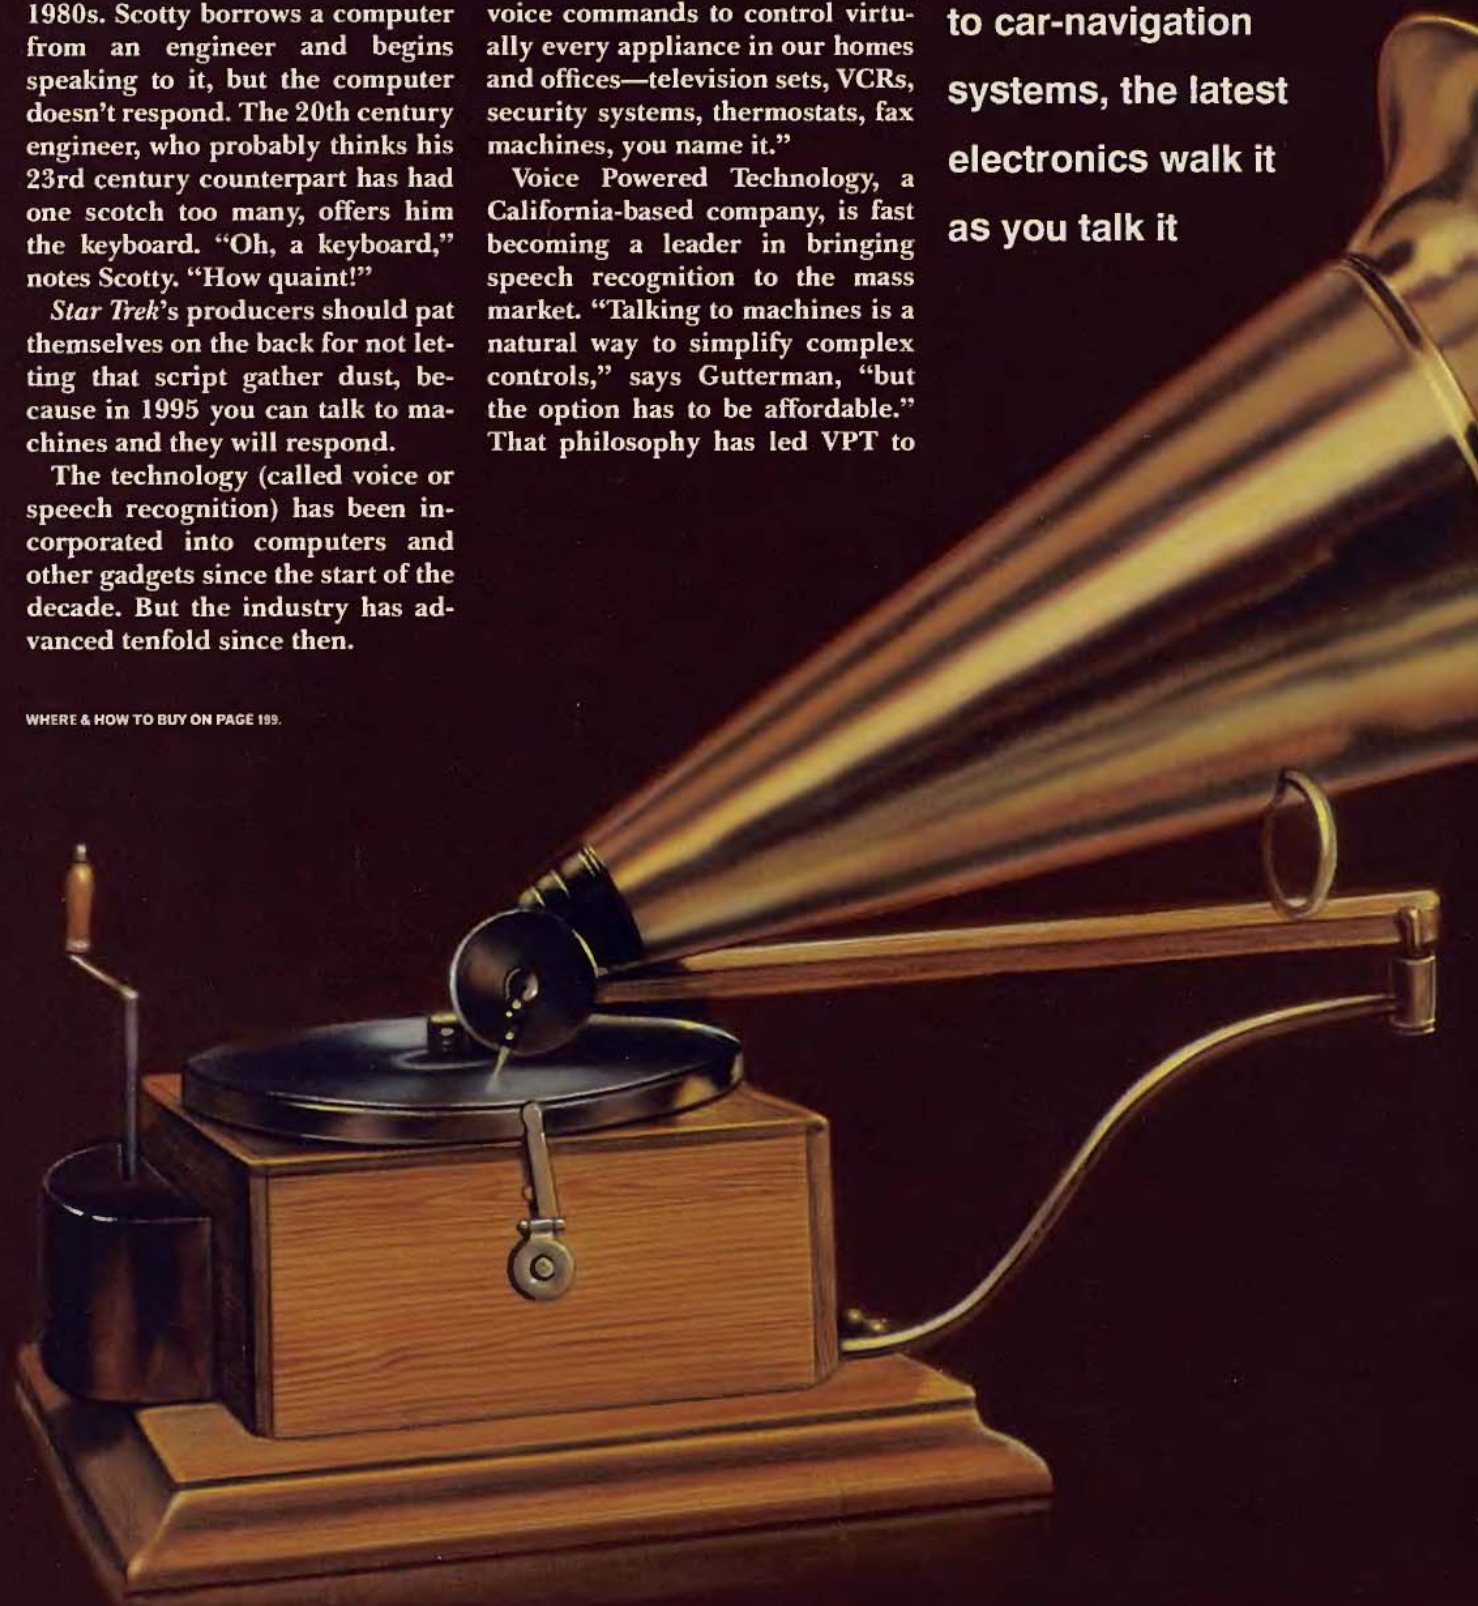 1980s. Scotty borrows a computer
from an engineer and begins
speaking to it, but the computer
doesn't respond. The 20th century
engineer, who probably thinks his
23rd century counterpart has had
one scotch too many, offers him
the keyboard. “Oh, a keyboard,”
notes Scotty. “How quaint!”
Star Trek's producers should pat
themselves on the back for not let-
ting that script gather dust, be-
cause in 1995 you can talk to ma-
chines and they will respond.
The technology (called voice or
speech recognition) has been in-
corporated into computers and
other gadgets since the start of the
decade. But the industry has ad-
vanced tenfold since then.
WHERE & HOW TO BUY ON PAGE 199.
voice commands to control virtu-
ally every appliance in our homes
and offices—television sets, VCRs,
security systems, thermostats, fax
machines, you name it.”
Voice Powered Technology, a
California-based company, is fast
becoming a leader in bringing
speech recognition to the mass
market. “Talking to machines is a
natural way to simplify complex
controls,” says Gutterman, “but
the option has to be affordable.”
That philosophy has led VPT to
to car-navigation
systems, the latest
electronics walk it
as you talk it